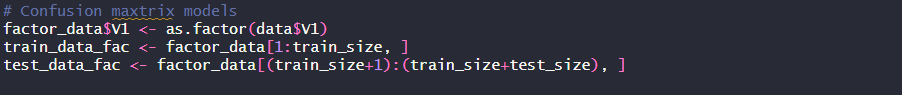 # Confusion maxtrix models
factor_data$V1 <- as.factor(data$V1)
train_data_fac <- factor_data[1:train_size, ]
test_data_fac <- factor_data[(train_size+1):(train_size+test_size), ]